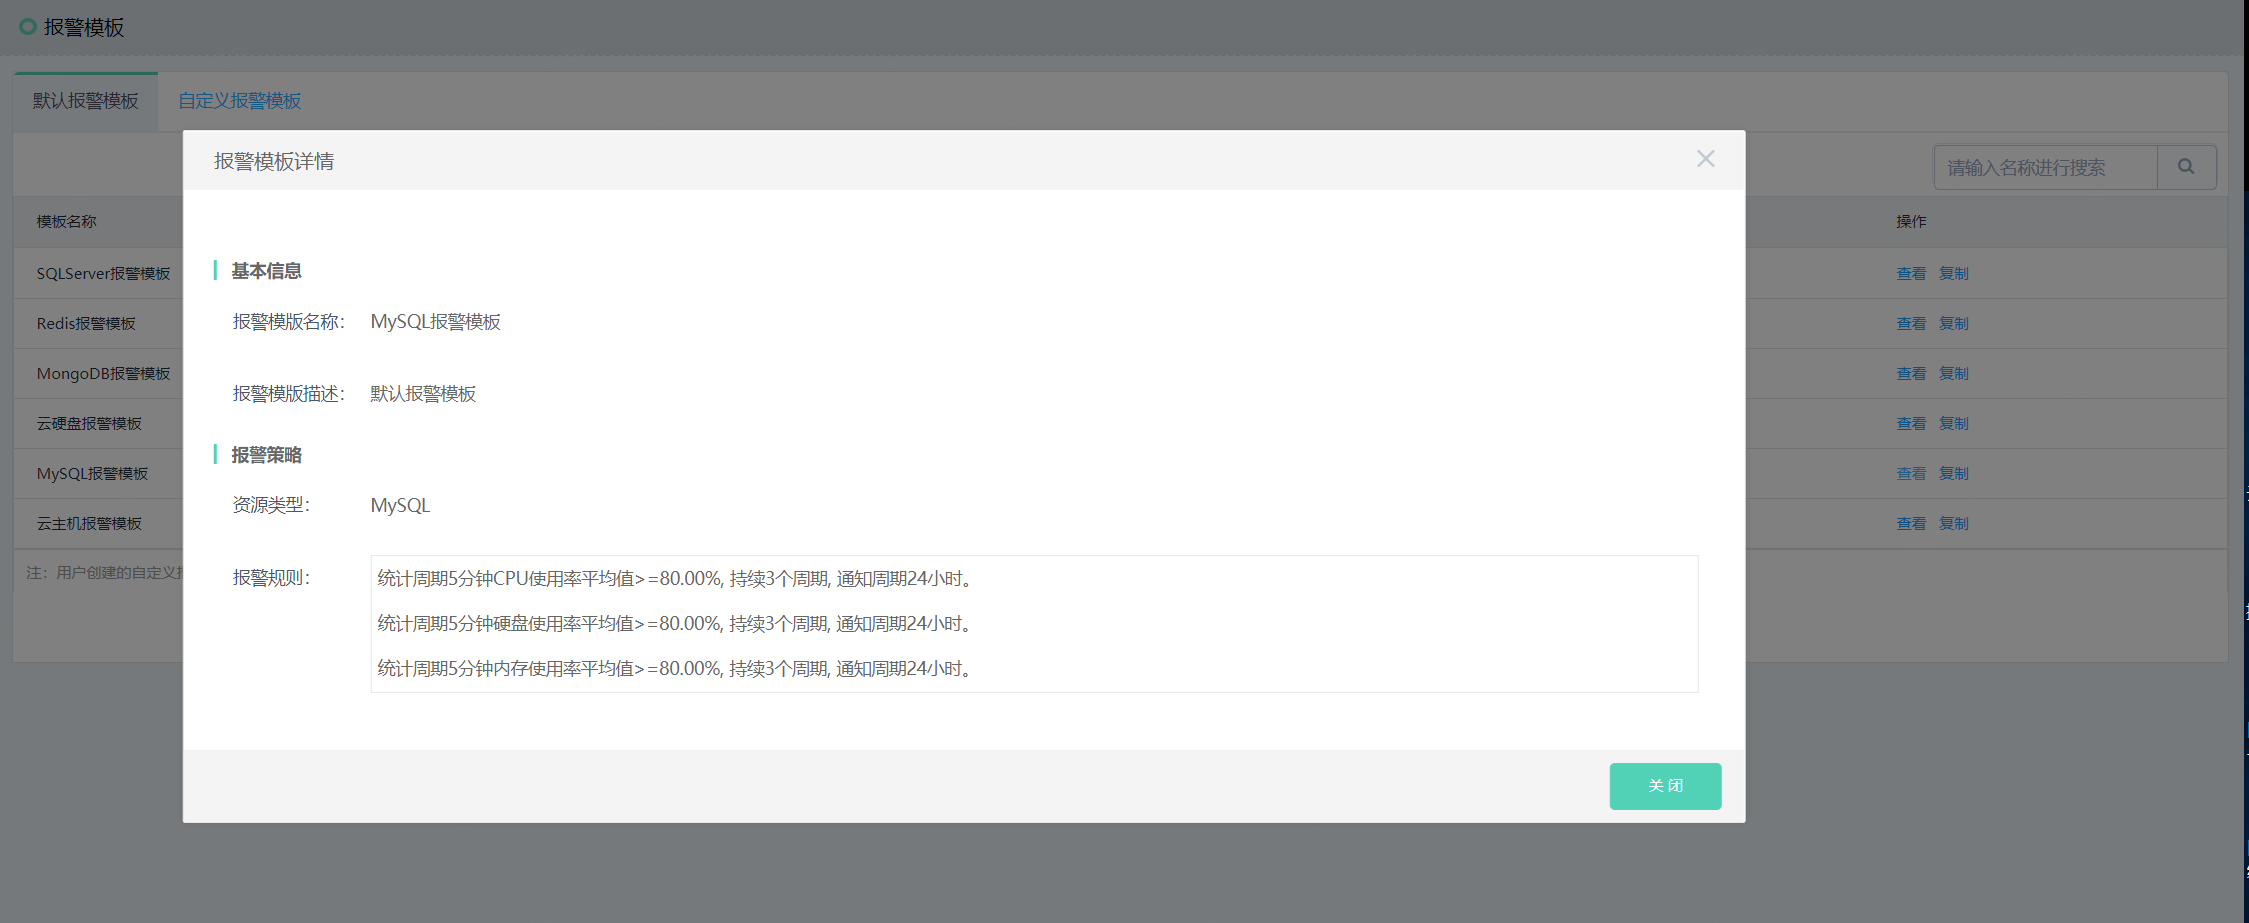 报警模板
默认报警模板 自定义报警模板
报警模板详情
请输入名称进行搜索
模板名称 操作
SQLServer报警模板 查看 复制
Redis报警模板 查看 复制
MongoDB报警模板 查看 复制
云硬盘报警模板 查看 复制
MySQL报警模板 查看 复制
云主机报警模板 查看 复制
注：用户创建的自定义
基本信息
报警模版名称： MySQL报警模板
报警模版描述： 默认报警模板
报警策略
资源类型： MySQL
报警规则： 统计周期5分钟CPU使用率平均值>=80.00%, 持续3个周期, 通知周期24小时。
统计周期5分钟硬盘使用率平均值>=80.00%, 持续3个周期, 通知周期24小时。
统计周期5分钟内存使用率平均值>=80.00%, 持续3个周期, 通知周期24小时。
关 闭